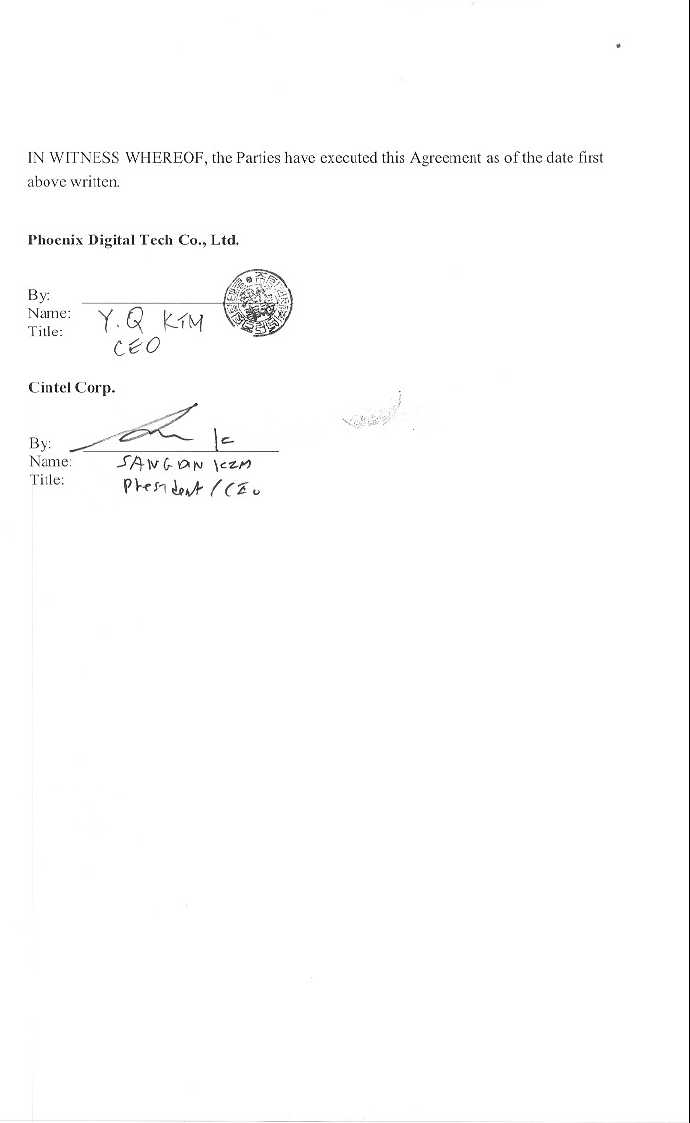 IN WITNESS WHEREOF, the Parties have executed this Agreement as of the date first
above written.
Phoenix Digital Tech Co., Ltd.
By:
Name: Y.Q KIM
Title: CEO
Cintel Corp.
By:
Name: SANGDON KIM
Title: President / CEO